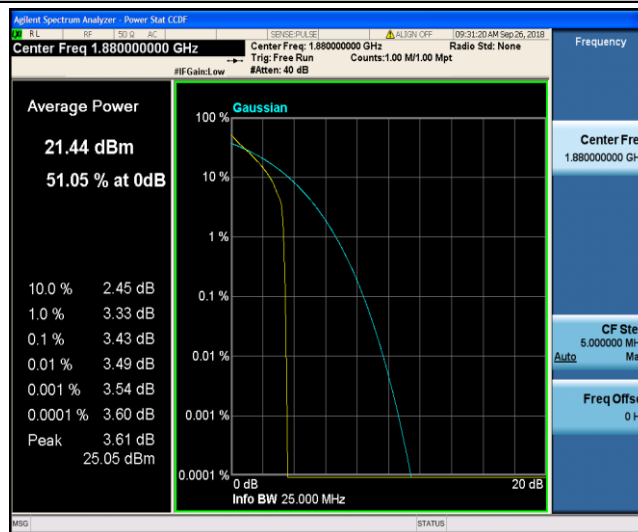 Agilent Spectrum Analyzer - Power Stat CCDF
RL RF 50 Ω AC SENSE:PULSE ALIGN OFF 09:31:20 AM Sep 26, 2018
Center Freq 1.880000000 GHz
Center Freq: 1.880000000 GHz Radio Std: None
Trig: Free Run Counts:1.00 M/1.00 Mpt
#IFGain:Low #Atten: 40 dB
Frequency
Average Power
21.44 dBm
51.05 % at 0dB
10.0 % 2.45 dB
1.0 % 3.33 dB
0.1 % 3.43 dB
0.01 % 3.49 dB
0.001 % 3.54 dB
0.0001 % 3.60 dB
Peak 3.61 dB
25.05 dBm
Gaussian
100 %
10 %
1 %
0.1 %
0.01 %
0.001 %
0.0001 %
0 dB 20 dB
Info BW 25.000 MHz
Center Fre
1.880000000 GH
CF Ste
5.000000 MH
Auto Ma
Freq Offse
0 H
MSG STATUS